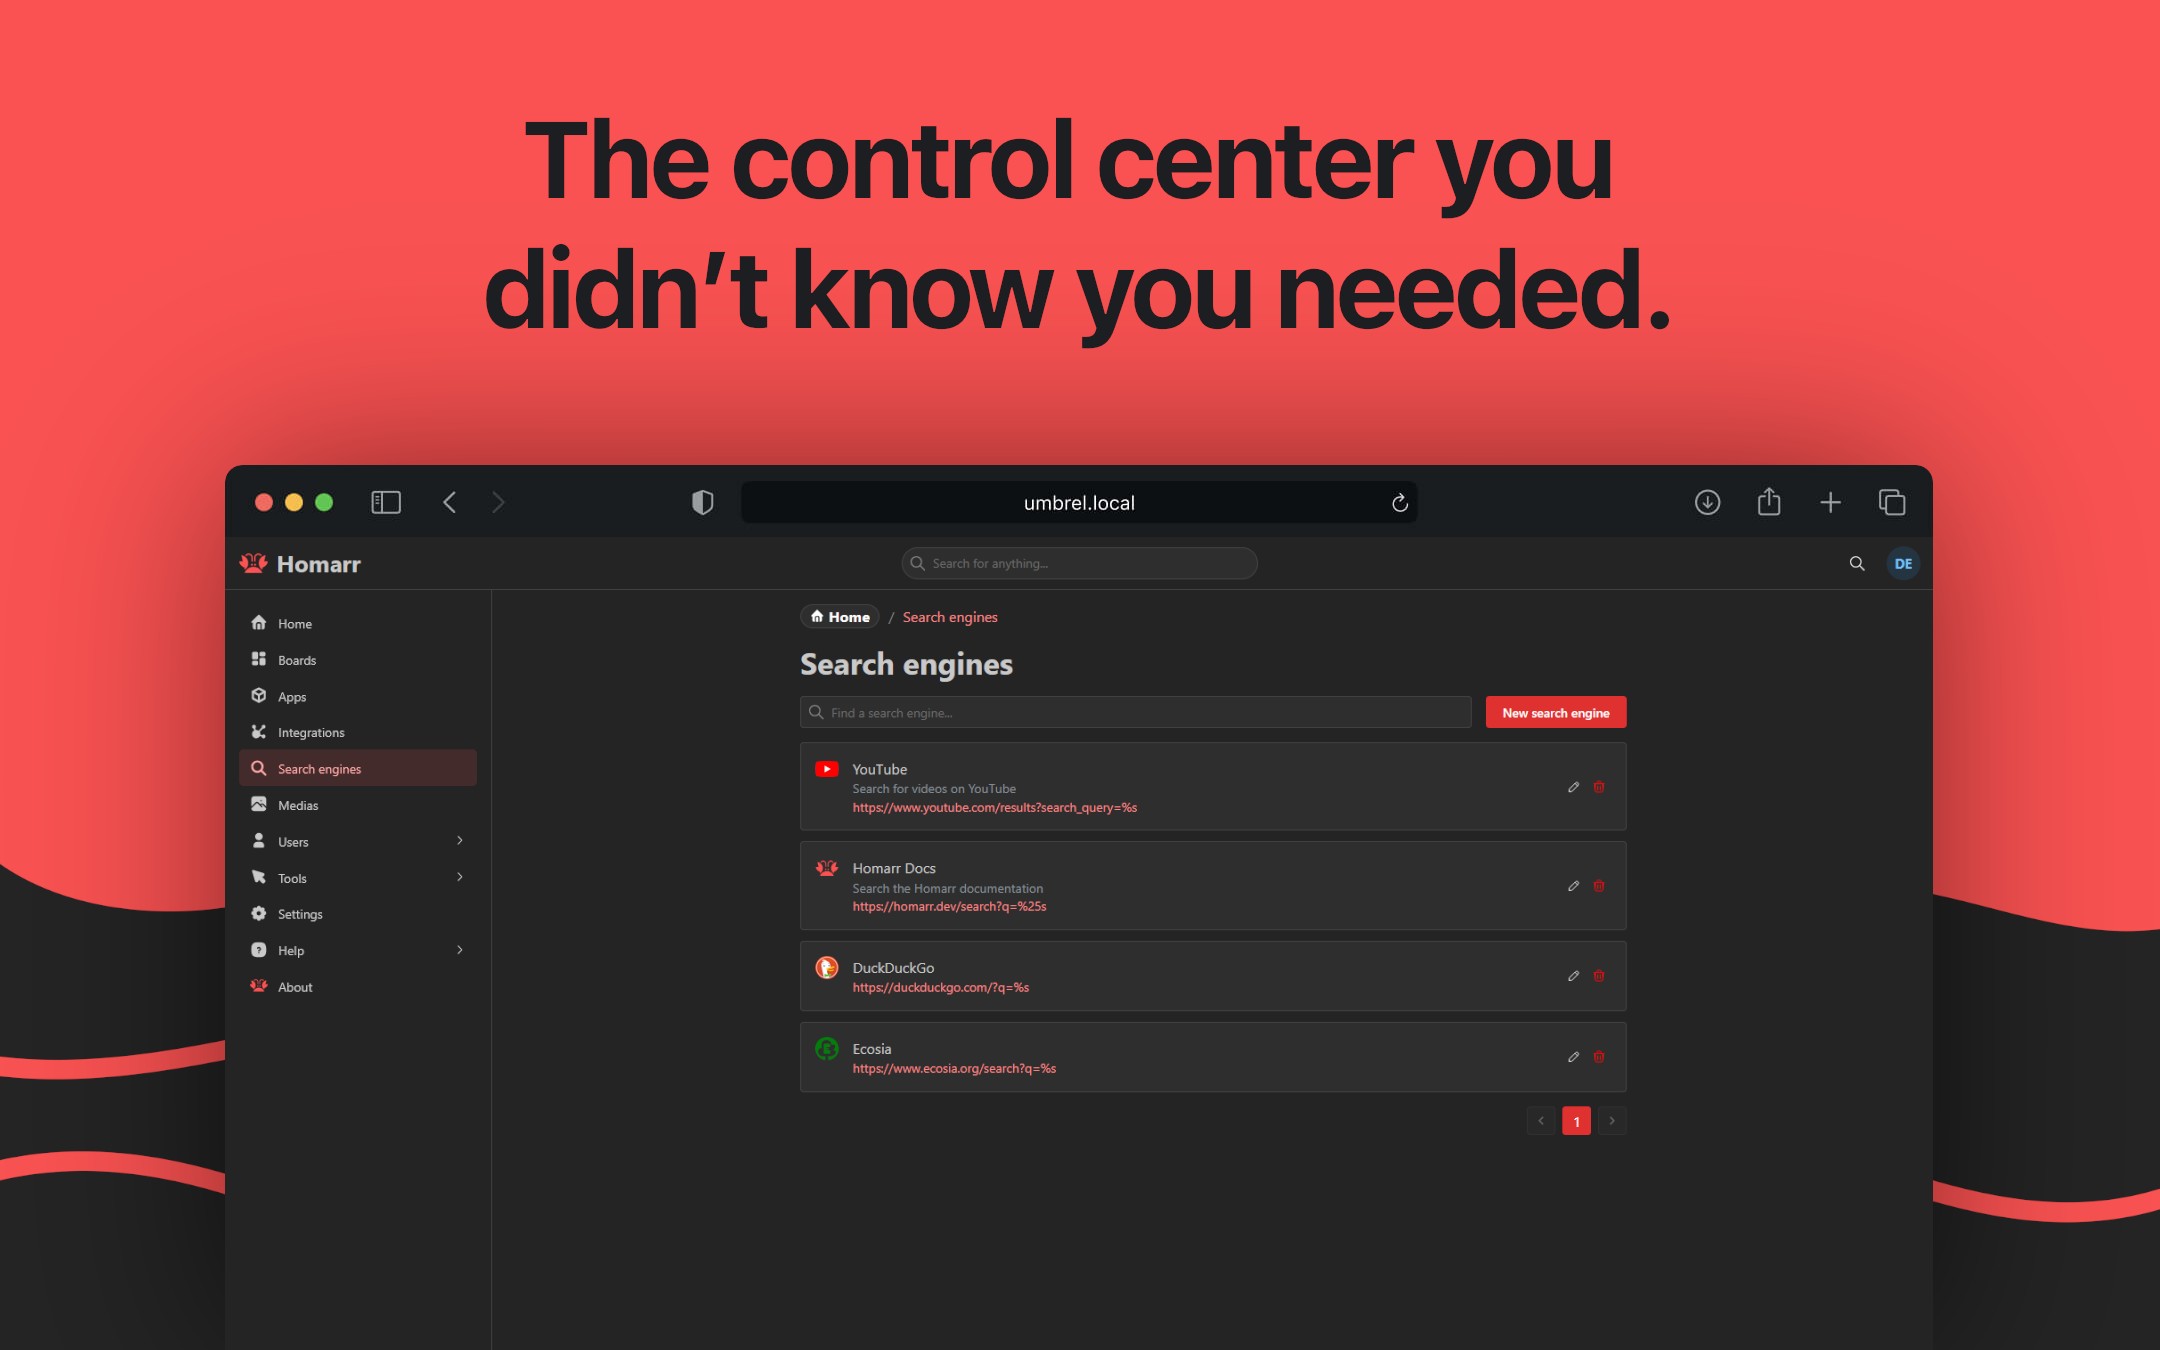 The control center you
didn’t know you needed.
umbrel.local
Homarr
Search for anything...
DE
Home
Boards
Apps
Integrations
Search engines
Medias
Users
Tools
Settings
Help
About
Home / Search engines
Search engines
Find a search engine...
New search engine
YouTube
Search for videos on YouTube
https://www.youtube.com/results?search_query=%s
Homarr Docs
Search the Homarr documentation
https://homarr.dev/search?q=%25s
DuckDuckGo
https://duckduckgo.com/?q=%s
Ecosia
https://www.ecosia.org/search?q=%s
1